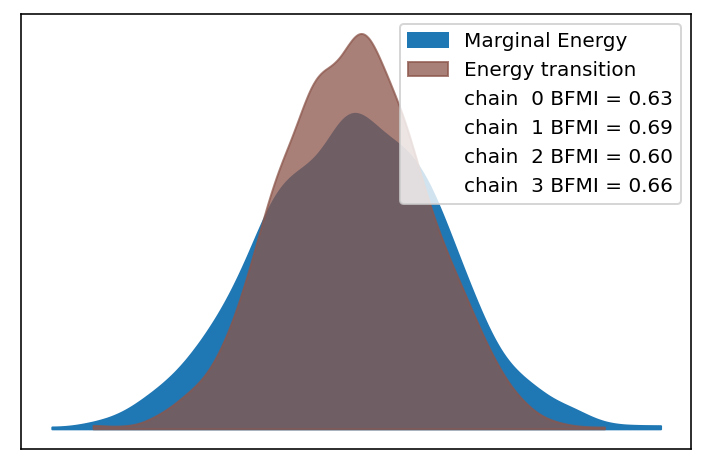 Marginal Energy
Energy transition
chain  0 BFMI = 0.63
chain  1 BFMI = 0.69
chain  2 BFMI = 0.60
chain  3 BFMI = 0.66